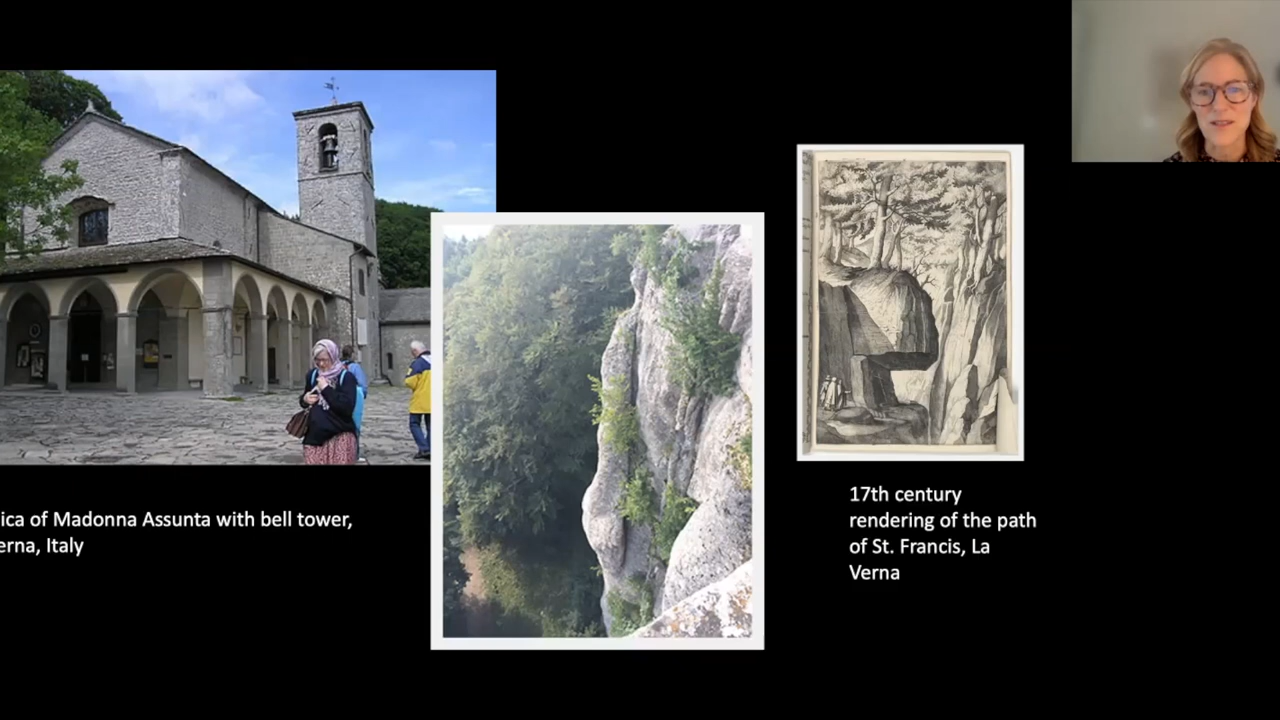 ica of Madonna Assunta with bell tower,
erna, Italy
17th century
rendering of the path
of St. Francis, La
Verna